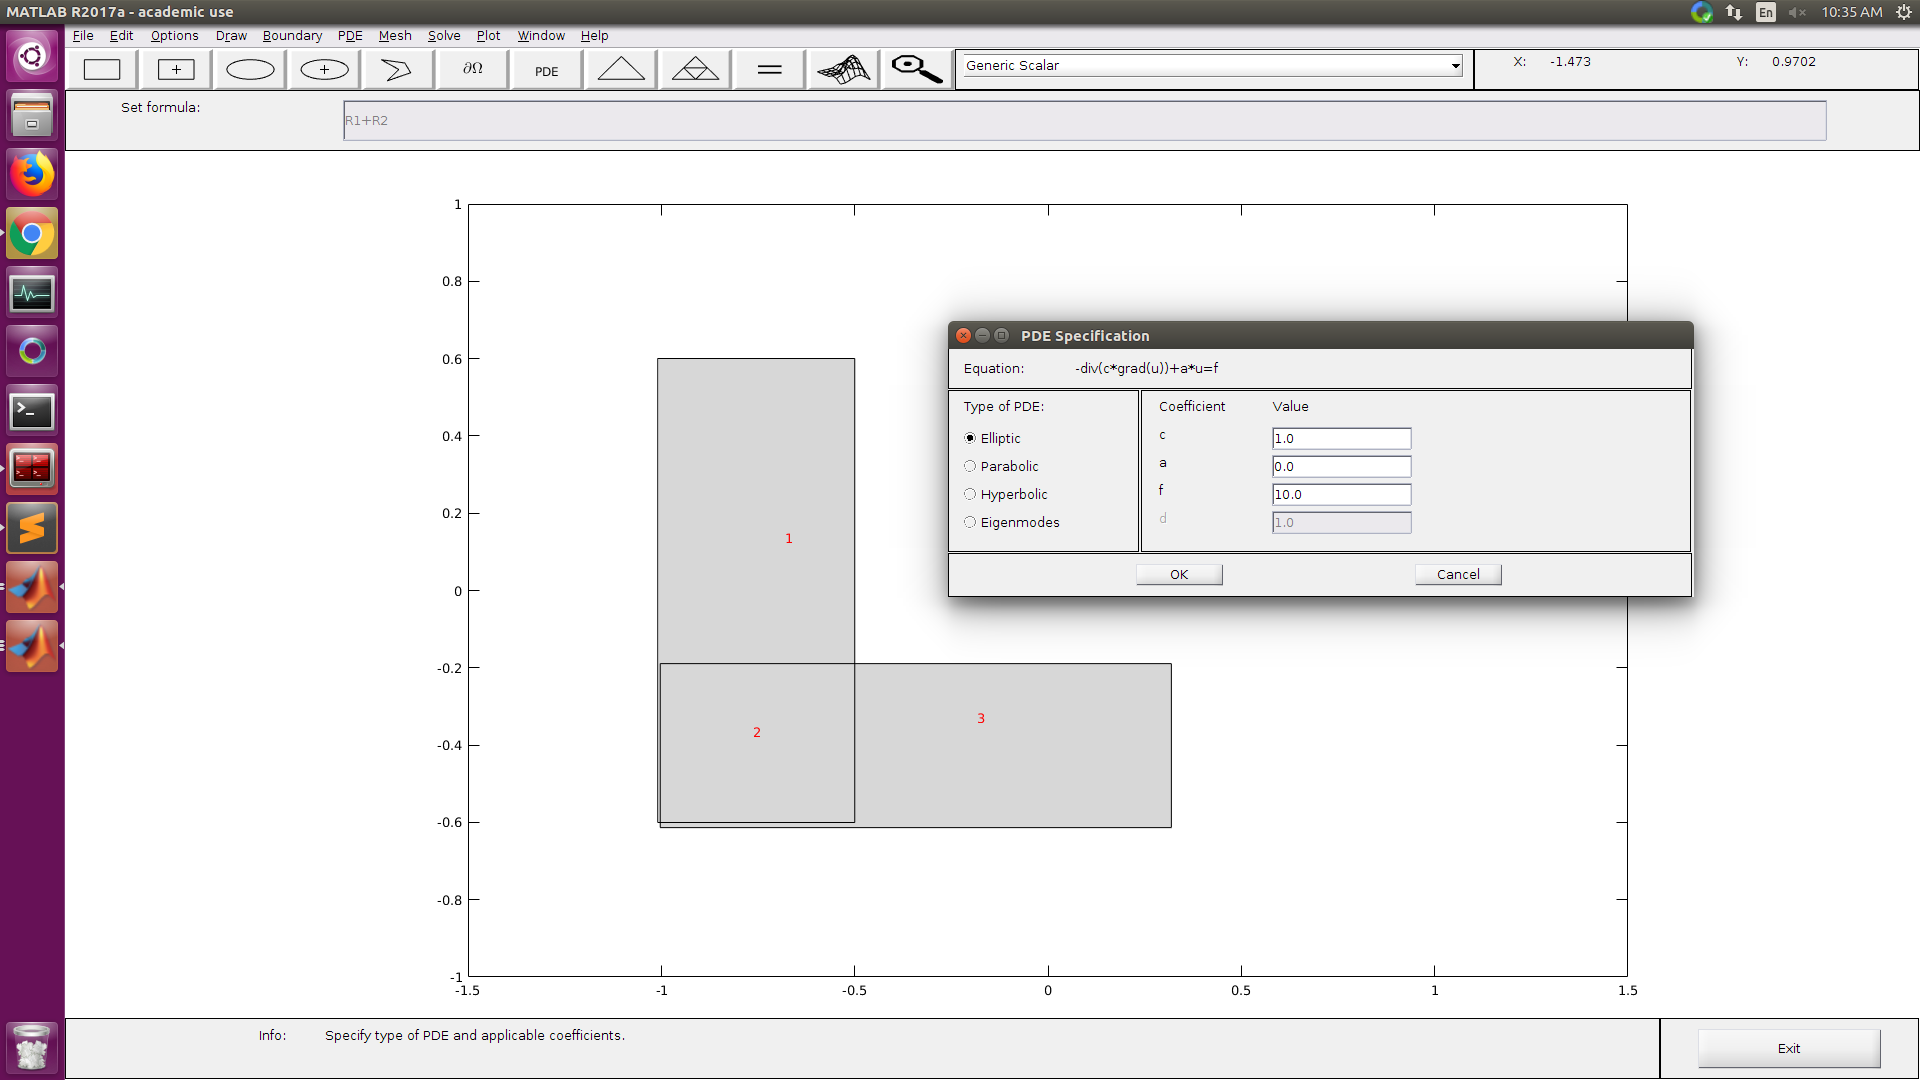 MATLAB R2017a - academic use
En
10:35 AM
File Edit Options Draw Boundary PDE Mesh Solve Plot Window Help
∂Ω PDE Generic Scalar X: -1.473 Y: 0.9702
Set formula: R1+R2
1
0.8
0.6
0.4
0.2
0
-0.2
-0.4
-0.6
-0.8
-1
-1.5 -1 -0.5 0 0.5 1 1.5
1
2
3
PDE Specification
Equation: -div(c*grad(u))+a*u=f
Type of PDE:
Elliptic
Parabolic
Hyperbolic
Eigenmodes
Coefficient Value
c 1.0
a 0.0
f 10.0
d 1.0
OK Cancel
Info: Specify type of PDE and applicable coefficients.
Exit